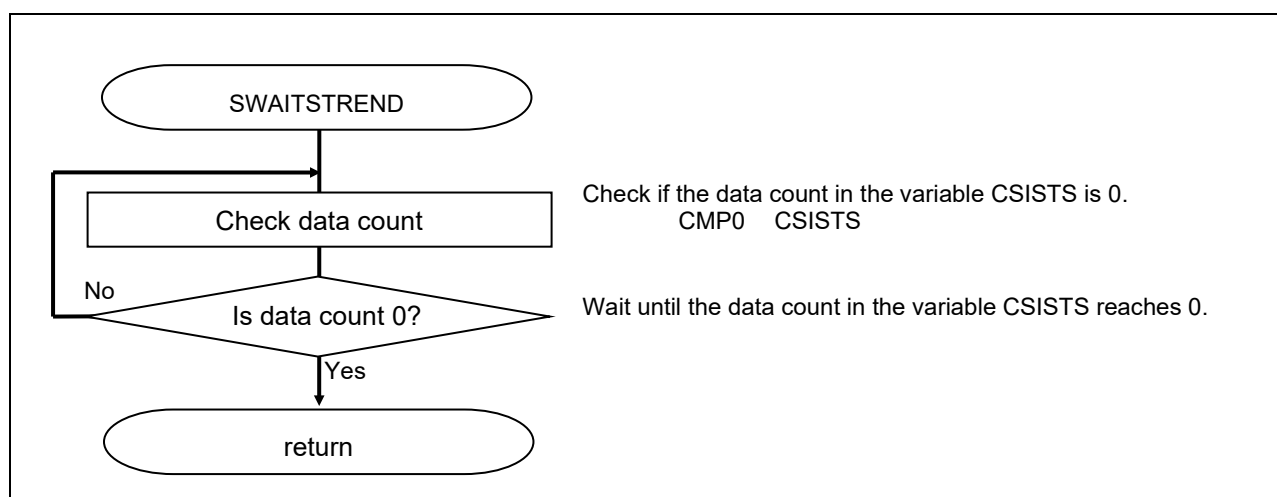 SWAITSTREND
Check data count
Check if the data count in the variable CSISTS is 0.
CMP0 CSISTS
No
Is data count 0?
Wait until the data count in the variable CSISTS reaches 0.
Yes
return